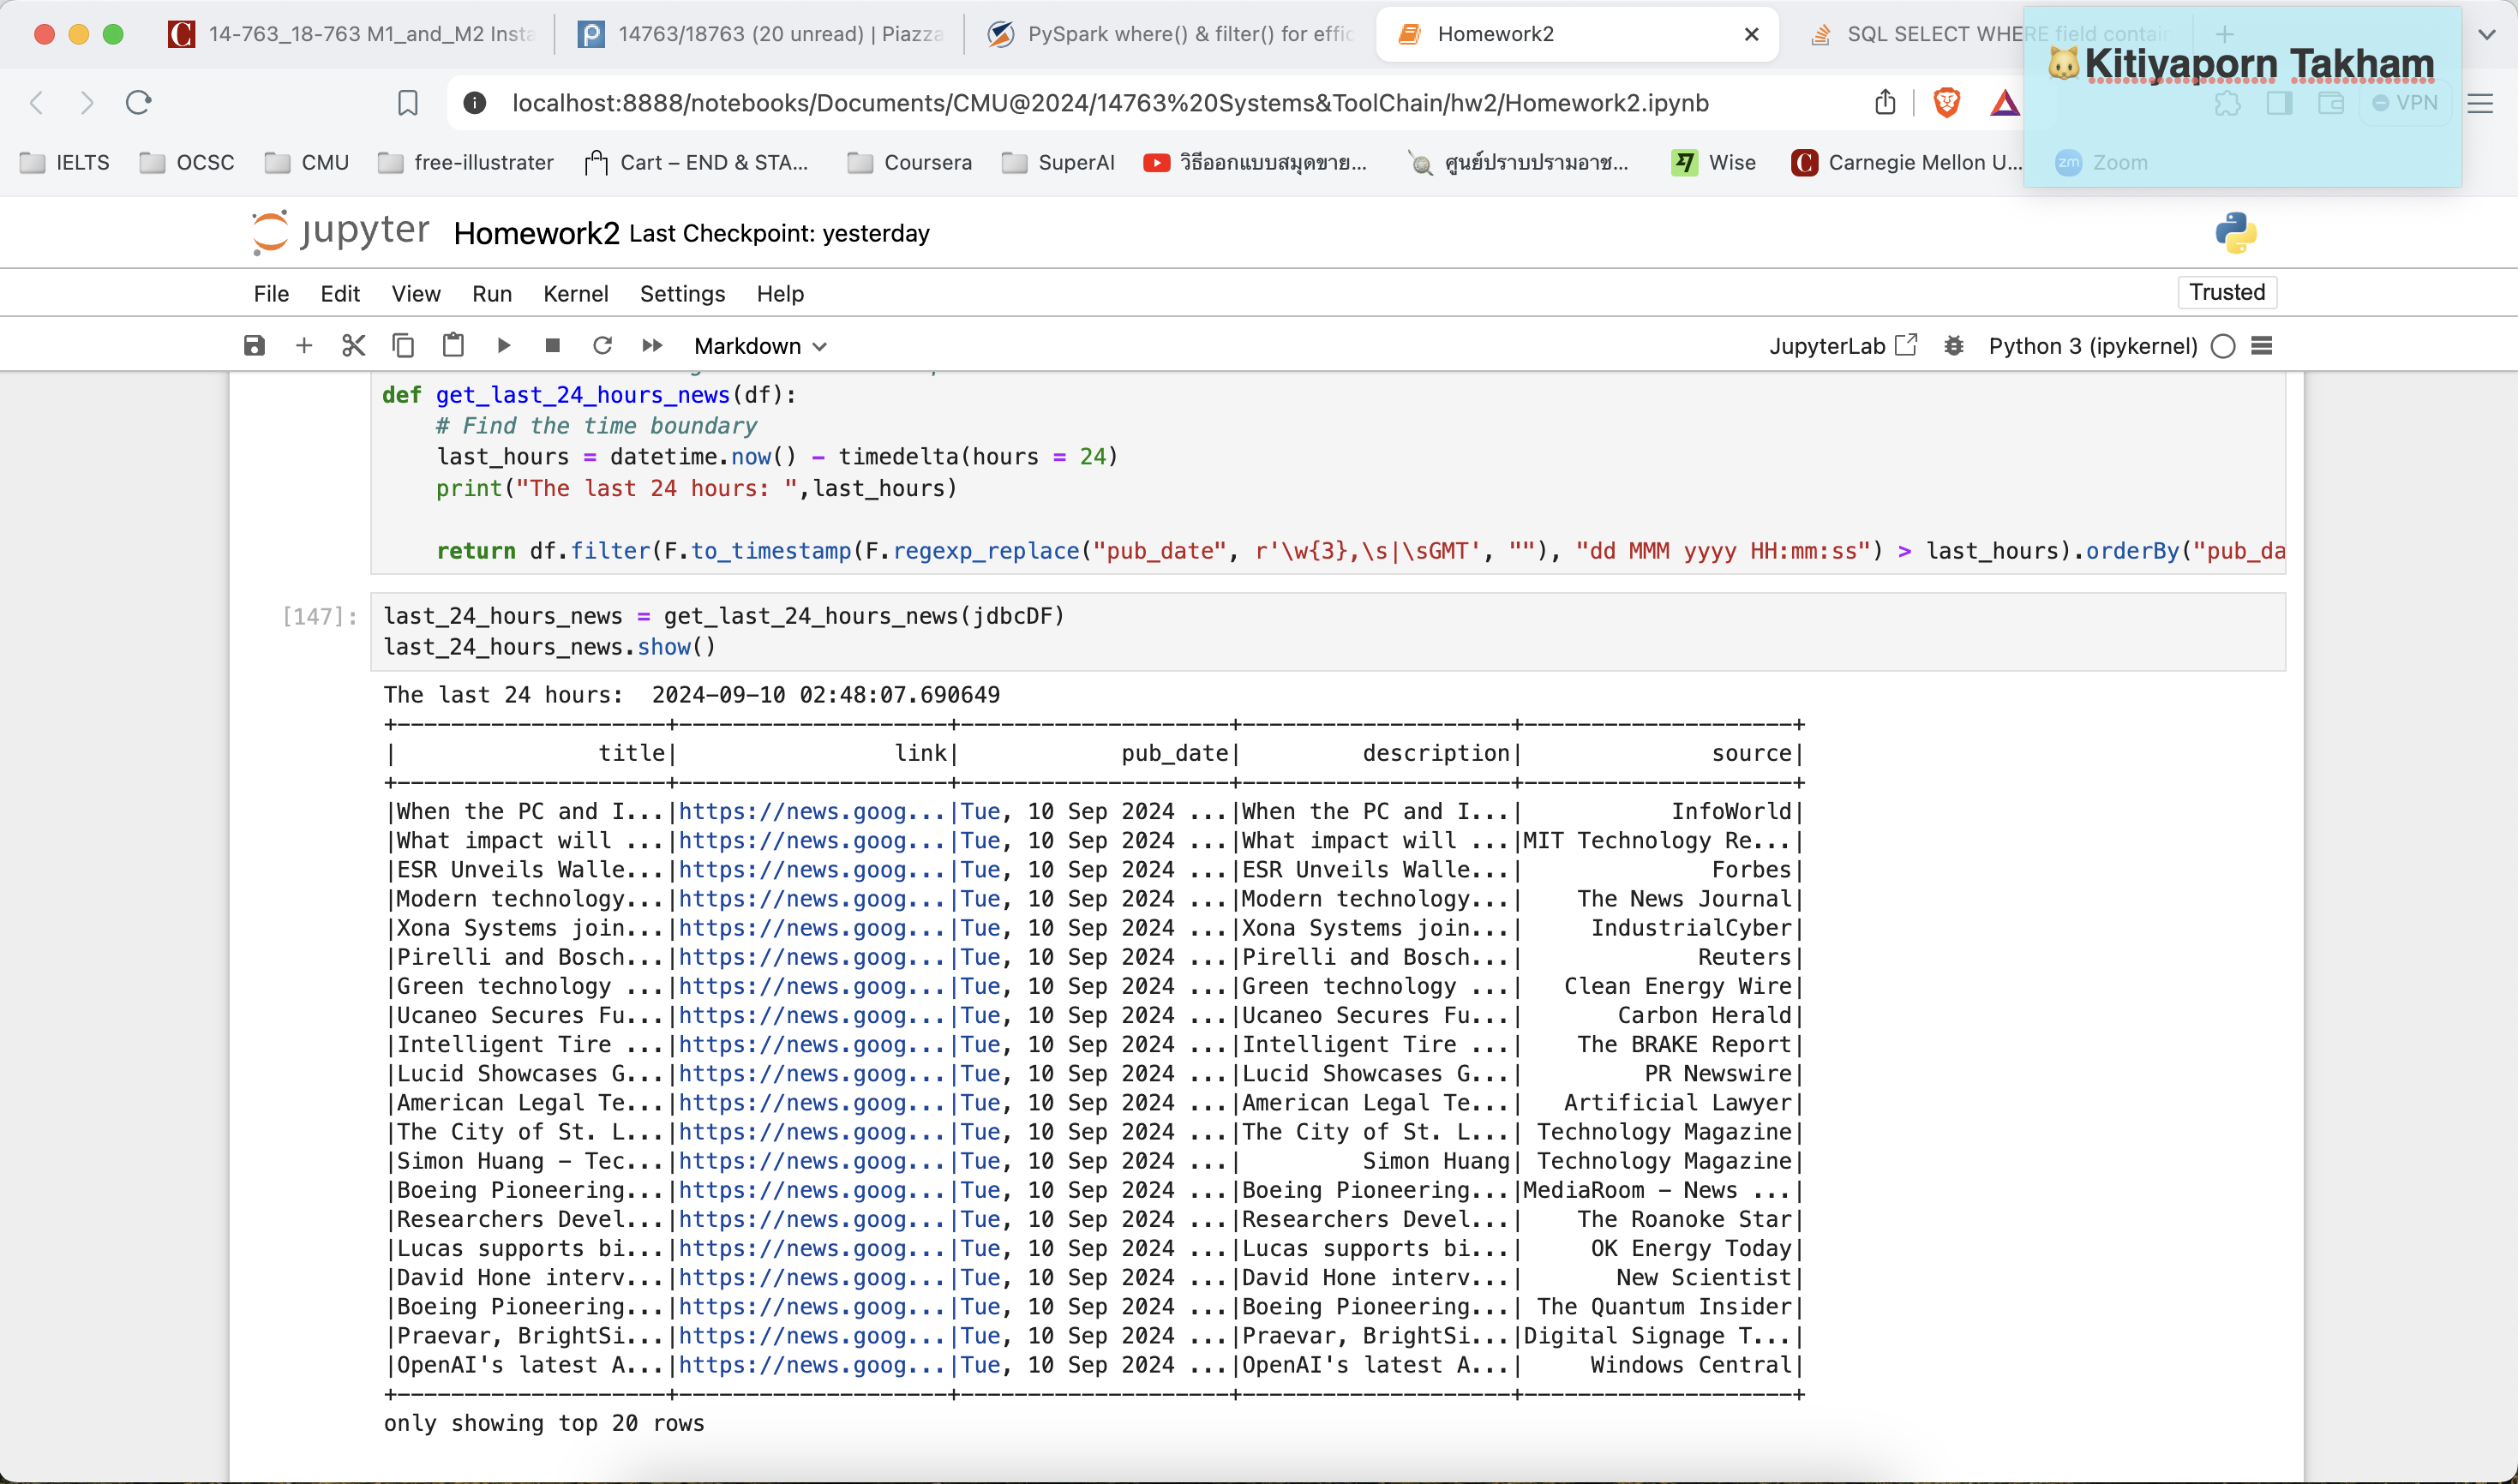 14-763_18-763 M1_and_M2 Insta
14763/18763 (20 unread) | Piazza
PySpark where() & filter() for effic
Homework2
SQL SELECT WHERE field contain
🐱Kitiyaporn Takham
localhost:8888/notebooks/Documents/CMU@2024/14763%20Systems&ToolChain/hw2/Homework2.ipynb
VPN
IELTS
OCSC
CMU
free-illustrater
Cart – END & STA...
Coursera
SuperAI
วิธีออกแบบสมุดขาย...
ศูนย์ปราบปรามอาช...
Wise
Carnegie Mellon U...
Zoom
jupyter Homework2 Last Checkpoint: yesterday
File Edit View Run Kernel Settings Help
Trusted
Markdown
JupyterLab
Python 3 (ipykernel)
def get_last_24_hours_news(df):
# Find the time boundary
last_hours = datetime.now() - timedelta(hours = 24)
print("The last 24 hours: ",last_hours)
return df.filter(F.to_timestamp(F.regexp_replace("pub_date", r'\w{3},\s|\sGMT', ""), "dd MMM yyyy HH:mm:ss") > last_hours).orderBy("pub_da
[147]:
last_24_hours_news = get_last_24_hours_news(jdbcDF)
last_24_hours_news.show()
The last 24 hours:  2024-09-10 02:48:07.690649
+--------------------+--------------------+--------------------+--------------------+--------------------+
|               title|                link|            pub_date|         description|              source|
+--------------------+--------------------+--------------------+--------------------+--------------------+
|When the PC and I...|https://news.goog...|Tue, 10 Sep 2024 ...|When the PC and I...|           InfoWorld|
|What impact will ...|https://news.goog...|Tue, 10 Sep 2024 ...|What impact will ...|MIT Technology Re...|
|ESR Unveils Walle...|https://news.goog...|Tue, 10 Sep 2024 ...|ESR Unveils Walle...|              Forbes|
|Modern technology...|https://news.goog...|Tue, 10 Sep 2024 ...|Modern technology...|    The News Journal|
|Xona Systems join...|https://news.goog...|Tue, 10 Sep 2024 ...|Xona Systems join...|     IndustrialCyber|
|Pirelli and Bosch...|https://news.goog...|Tue, 10 Sep 2024 ...|Pirelli and Bosch...|             Reuters|
|Green technology ...|https://news.goog...|Tue, 10 Sep 2024 ...|Green technology ...|   Clean Energy Wire|
|Ucaneo Secures Fu...|https://news.goog...|Tue, 10 Sep 2024 ...|Ucaneo Secures Fu...|       Carbon Herald|
|Intelligent Tire ...|https://news.goog...|Tue, 10 Sep 2024 ...|Intelligent Tire ...|    The BRAKE Report|
|Lucid Showcases G...|https://news.goog...|Tue, 10 Sep 2024 ...|Lucid Showcases G...|         PR Newswire|
|American Legal Te...|https://news.goog...|Tue, 10 Sep 2024 ...|American Legal Te...|   Artificial Lawyer|
|The City of St. L...|https://news.goog...|Tue, 10 Sep 2024 ...|The City of St. L...| Technology Magazine|
|Simon Huang - Tec...|https://news.goog...|Tue, 10 Sep 2024 ...|         Simon Huang| Technology Magazine|
|Boeing Pioneering...|https://news.goog...|Tue, 10 Sep 2024 ...|Boeing Pioneering...|MediaRoom - News ...|
|Researchers Devel...|https://news.goog...|Tue, 10 Sep 2024 ...|Researchers Devel...|    The Roanoke Star|
|Lucas supports bi...|https://news.goog...|Tue, 10 Sep 2024 ...|Lucas supports bi...|     OK Energy Today|
|David Hone interv...|https://news.goog...|Tue, 10 Sep 2024 ...|David Hone interv...|       New Scientist|
|Boeing Pioneering...|https://news.goog...|Tue, 10 Sep 2024 ...|Boeing Pioneering...| The Quantum Insider|
|Praevar, BrightSi...|https://news.goog...|Tue, 10 Sep 2024 ...|Praevar, BrightSi...|Digital Signage T...|
|OpenAI's latest A...|https://news.goog...|Tue, 10 Sep 2024 ...|OpenAI's latest A...|     Windows Central|
+--------------------+--------------------+--------------------+--------------------+--------------------+
only showing top 20 rows